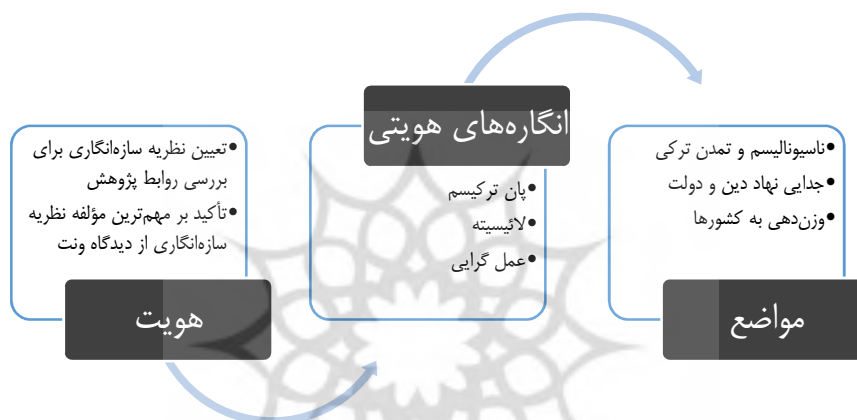 •تعیین نظریه سازه‌انگاری برای
بررسی روابط پژوهش
•تأکید بر مهم‌ترین مؤلفه نظریه
سازه‌انگاری از دیدگاه ونت
هویت
انگاره‌های هویتی
•پان ترکیسم
•لائیسیته
•عمل گرایی
•ناسیونالیسم و تمدن ترکی
•جدایی نهاد دین و دولت
•وزن‌دهی به کشورها
مواضع